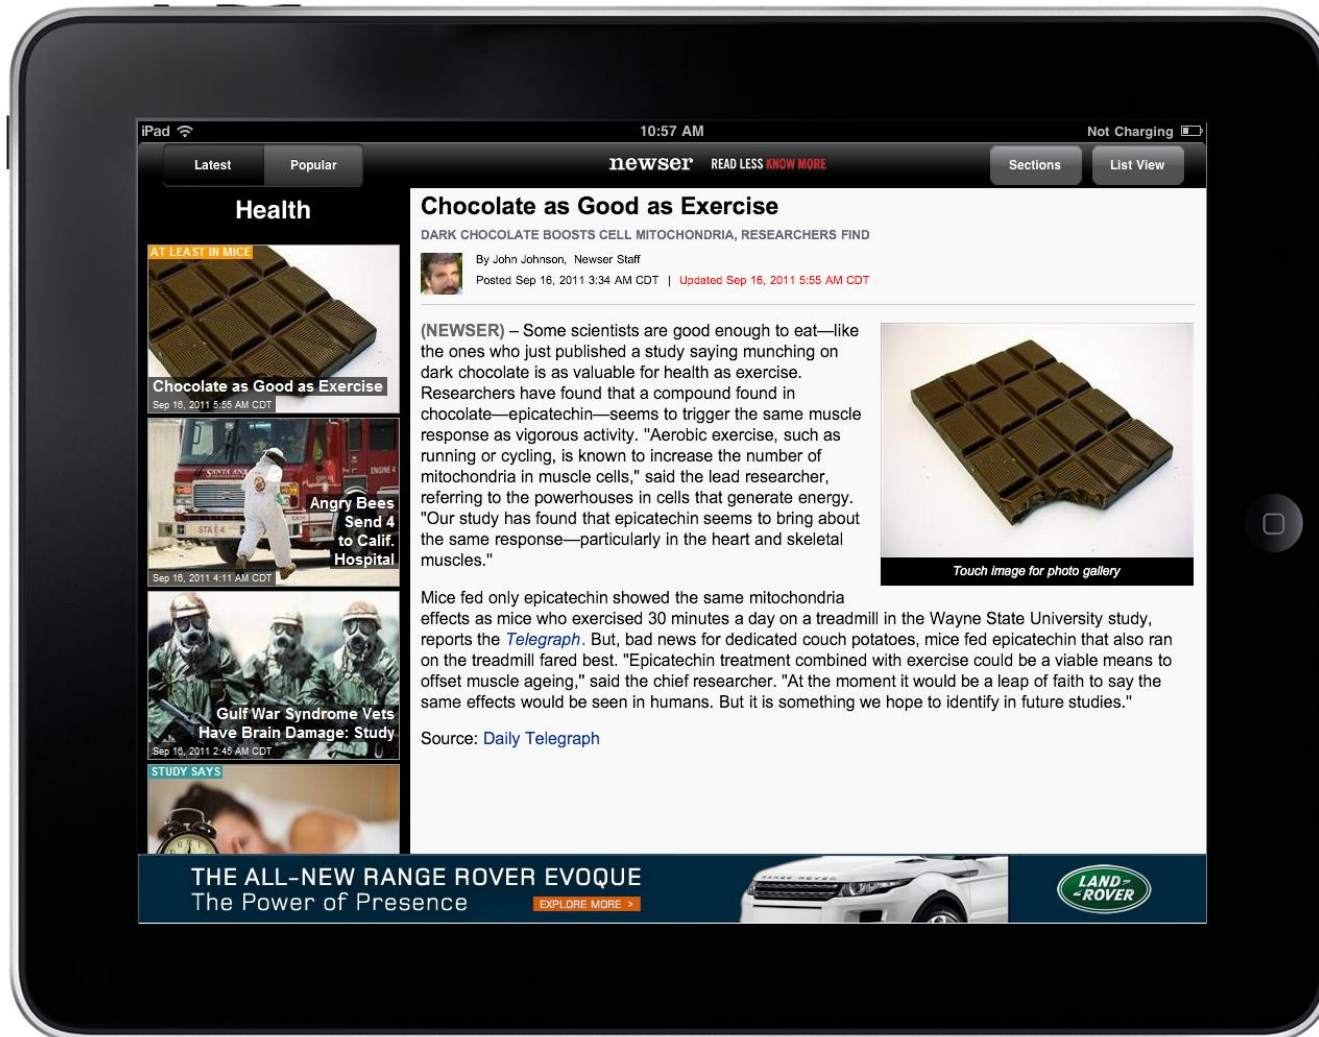 iPad 10:57 AM Not Charging
Latest Popular newser READ LESS KNOW MORE Sections List View
Health
AT LEAST IN MICE
Chocolate as Good as Exercise
Sep 16, 2011 5:55 AM CDT
SANTA ANA
ENGINE 4
STA E-4
Angry Bees
Send 4
to Calif.
Hospital
Sep 16, 2011 4:11 AM CDT
Gulf War Syndrome Vets
Have Brain Damage: Study
Sep 16, 2011 2:45 AM CDT
STUDY SAYS
Chocolate as Good as Exercise
DARK CHOCOLATE BOOSTS CELL MITOCHONDRIA, RESEARCHERS FIND
By John Johnson, Newser Staff
Posted Sep 16, 2011 3:34 AM CDT | Updated Sep 16, 2011 5:55 AM CDT
(NEWSER) – Some scientists are good enough to eat—like
the ones who just published a study saying munching on
dark chocolate is as valuable for health as exercise.
Researchers have found that a compound found in
chocolate—epicatechin—seems to trigger the same muscle
response as vigorous activity. "Aerobic exercise, such as
running or cycling, is known to increase the number of
mitochondria in muscle cells," said the lead researcher,
referring to the powerhouses in cells that generate energy.
"Our study has found that epicatechin seems to bring about
the same response—particularly in the heart and skeletal
muscles."
Touch image for photo gallery
Mice fed only epicatechin showed the same mitochondria
effects as mice who exercised 30 minutes a day on a treadmill in the Wayne State University study,
reports the Telegraph. But, bad news for dedicated couch potatoes, mice fed epicatechin that also ran
on the treadmill fared best. "Epicatechin treatment combined with exercise could be a viable means to
offset muscle ageing," said the chief researcher. "At the moment it would be a leap of faith to say the
same effects would be seen in humans. But it is something we hope to identify in future studies."
Source: Daily Telegraph
THE ALL-NEW RANGE ROVER EVOQUE
The Power of Presence EXPLORE MORE >
RANGE ROVER
LAND-
-ROVER